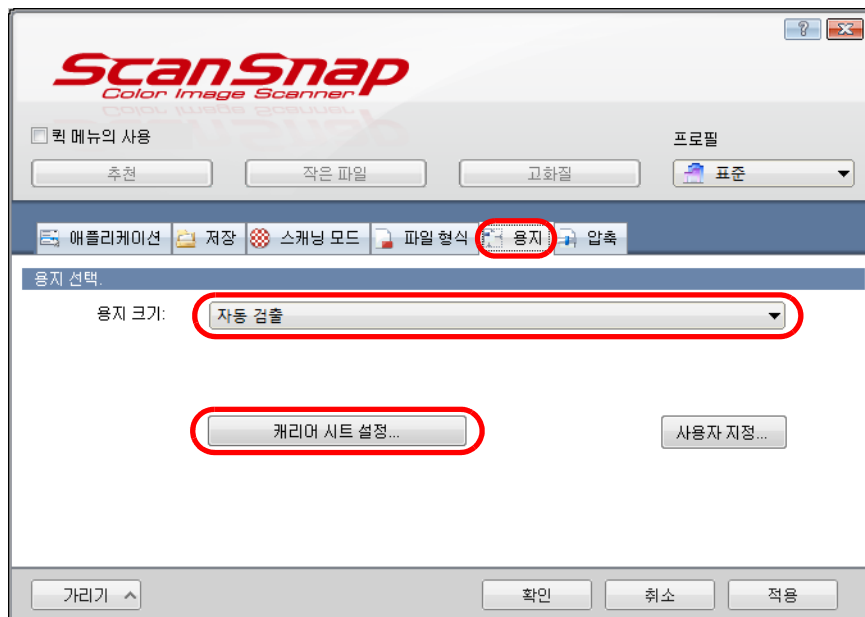 ScanSnap
Color Image Scanner
퀵 메뉴의 사용
프로필
추천 작은 파일 고화질 표준
애플리케이션 저장 스캐닝 모드 파일 형식 용지 압축
용지 선택.
용지 크기: 자동 검출
캐리어 시트 설정... 사용자 지정...
가리기 확인 취소 적용